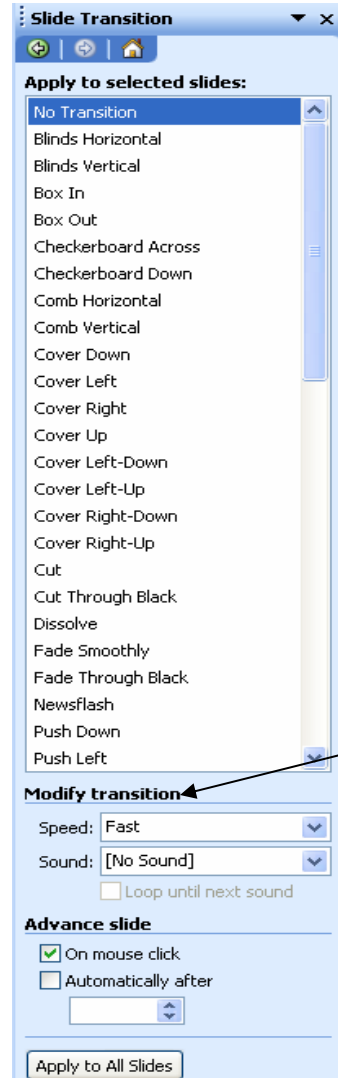 Slide Transition
Apply to selected slides:
No Transition
Blinds Horizontal
Blinds Vertical
Box In
Box Out
Checkerboard Across
Checkerboard Down
Comb Horizontal
Comb Vertical
Cover Down
Cover Left
Cover Right
Cover Up
Cover Left-Down
Cover Left-Up
Cover Right-Down
Cover Right-Up
Cut
Cut Through Black
Dissolve
Fade Smoothly
Fade Through Black
Newsflash
Push Down
Push Left
Modify transition
Speed: Fast
Sound: [No Sound]
Loop until next sound
Advance slide
On mouse click
Automatically after
Apply to All Slides